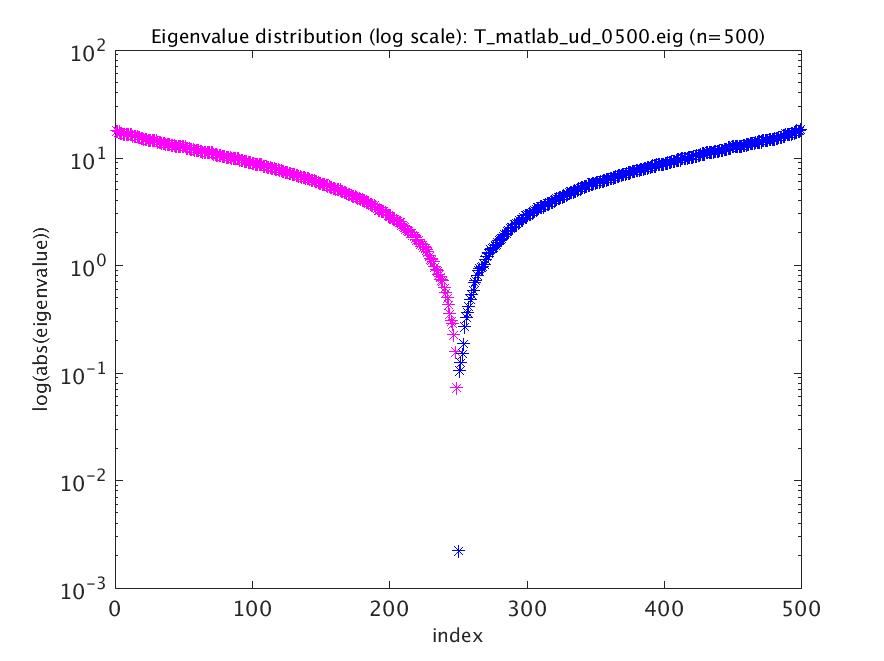 Eigenvalue distribution (log scale): T_matlab_ud_0500.eig (n=500)
10^2
10^1
10^0
10^-1
10^-2
10^-3
log(abs(eigenvalue))
0 100 200 300 400 500
index